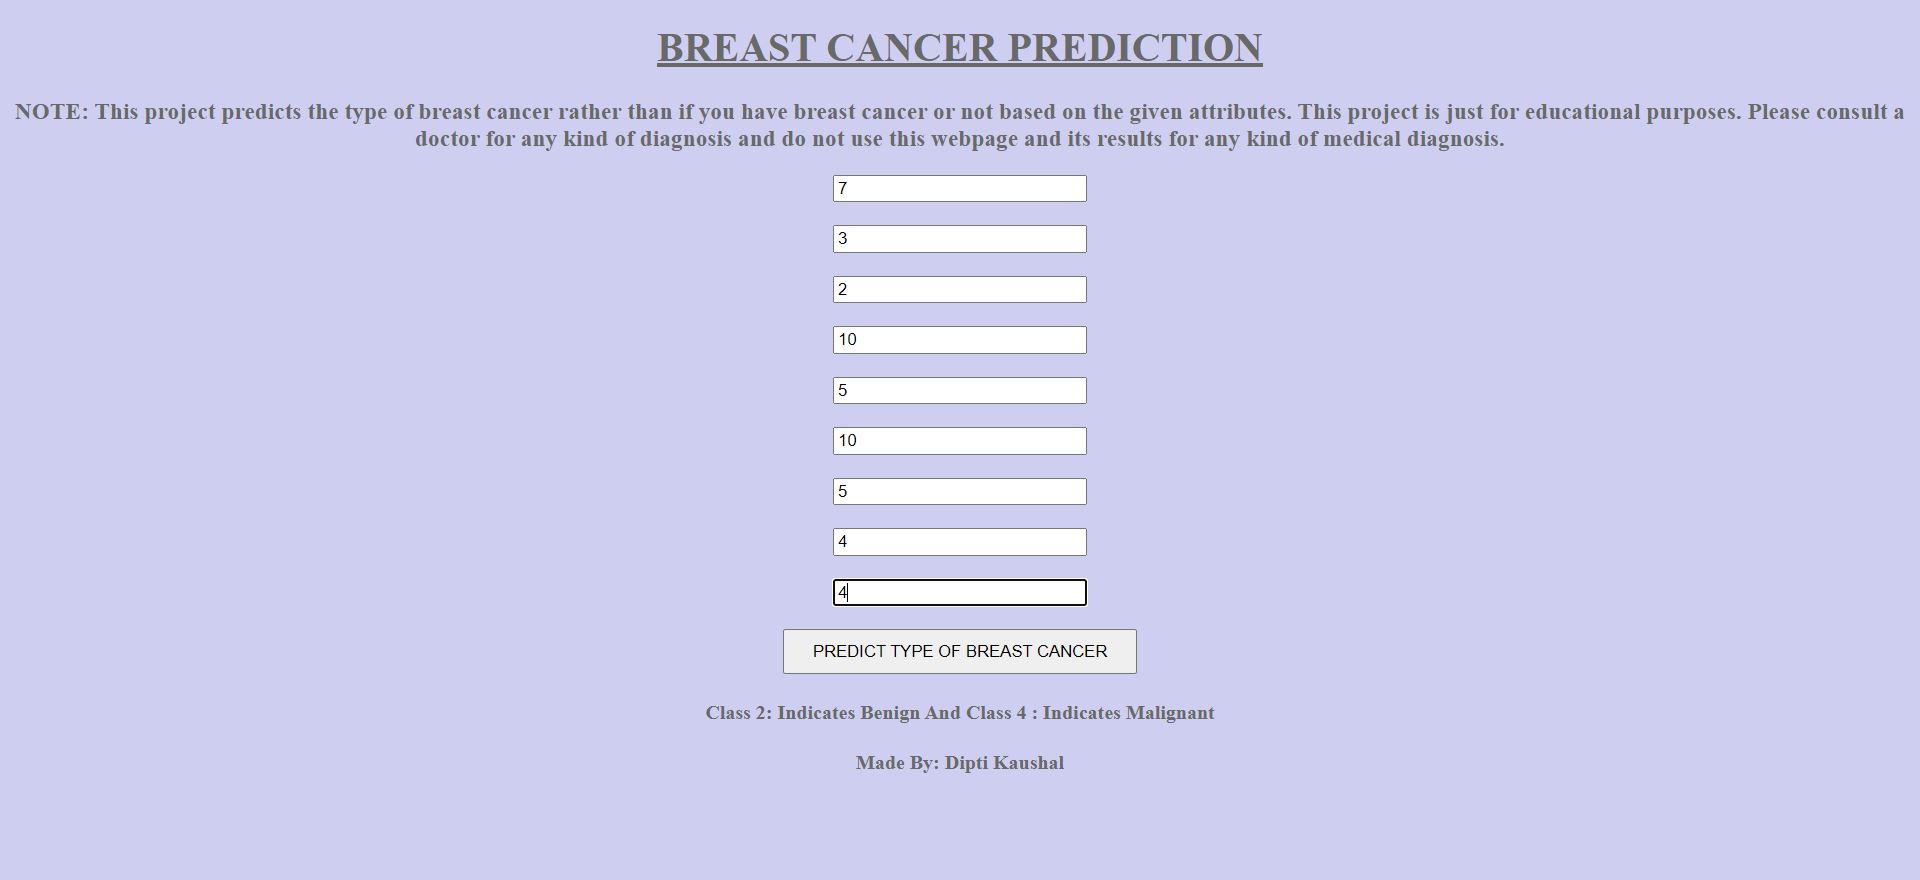 BREAST CANCER PREDICTION
NOTE: This project predicts the type of breast cancer rather than if you have breast cancer or not based on the given attributes. This project is just for educational purposes. Please consult a
doctor for any kind of diagnosis and do not use this webpage and its results for any kind of medical diagnosis.
7
3
2
10
5
10
5
4
4
PREDICT TYPE OF BREAST CANCER
Class 2: Indicates Benign And Class 4 : Indicates Malignant
Made By: Dipti Kaushal